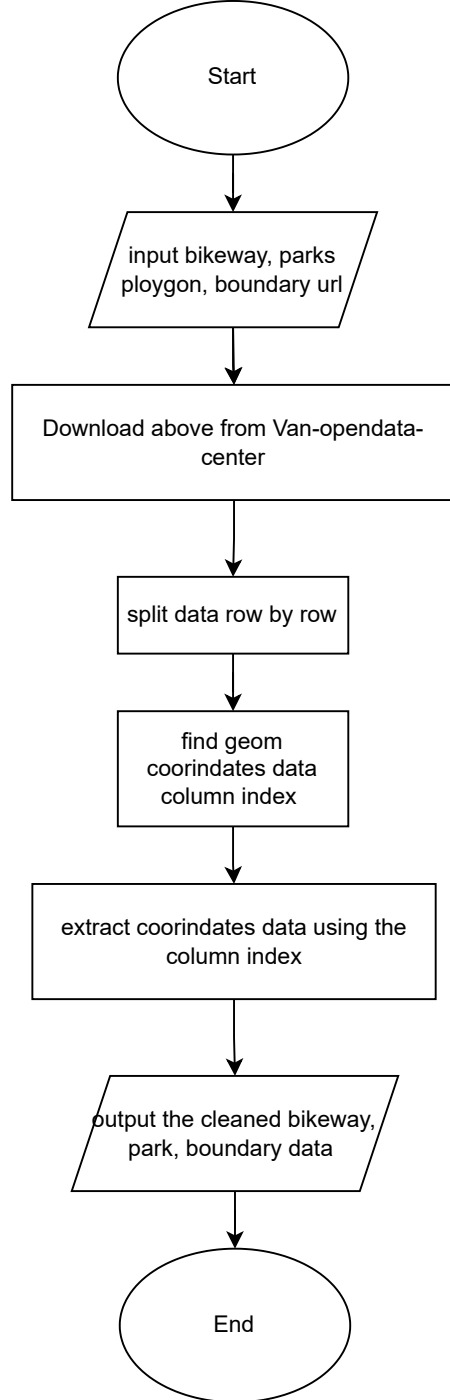 Start
input bikeway, parks
ploygon, boundary url
Download above from Van-opendata-
center
split data row by row
find geom
coorindates data
column index
extract coorindates data using the
column index
output the cleaned bikeway,
park, boundary data
End